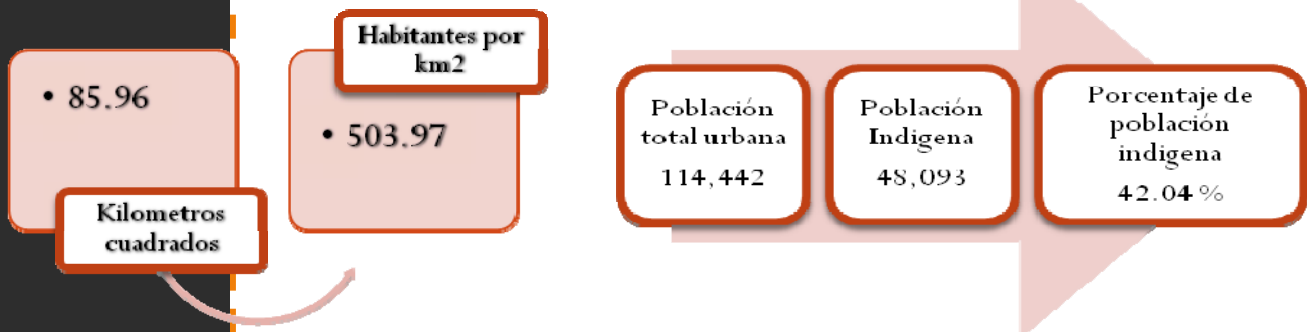 • 85.96
Kilometros
cuadrados
Habitantes por
km2
• 503.97
Población
total urbana
114,442
Población
Indigena
48,093
Porcentaje de
población
indigena
42.04 %